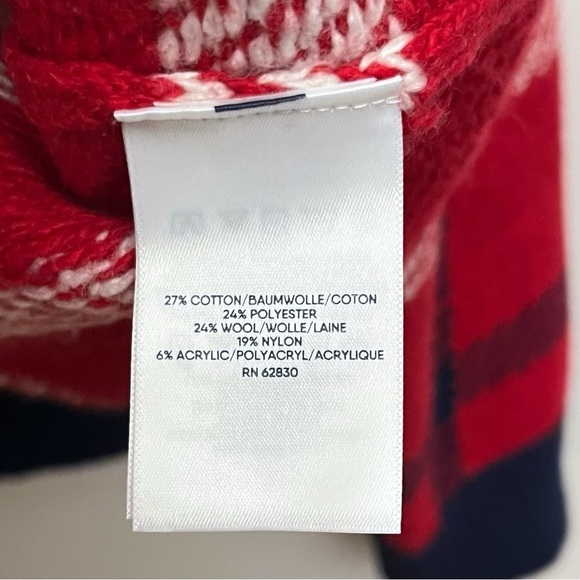 27% COTTON/BAUMWOLLE/COTON
24% POLYESTER
24% WOOL/WOLLE/LAINE
19% NYLON
6% ACRYLIC/POLYACRYL/ACRYLIQUE
RN 62830